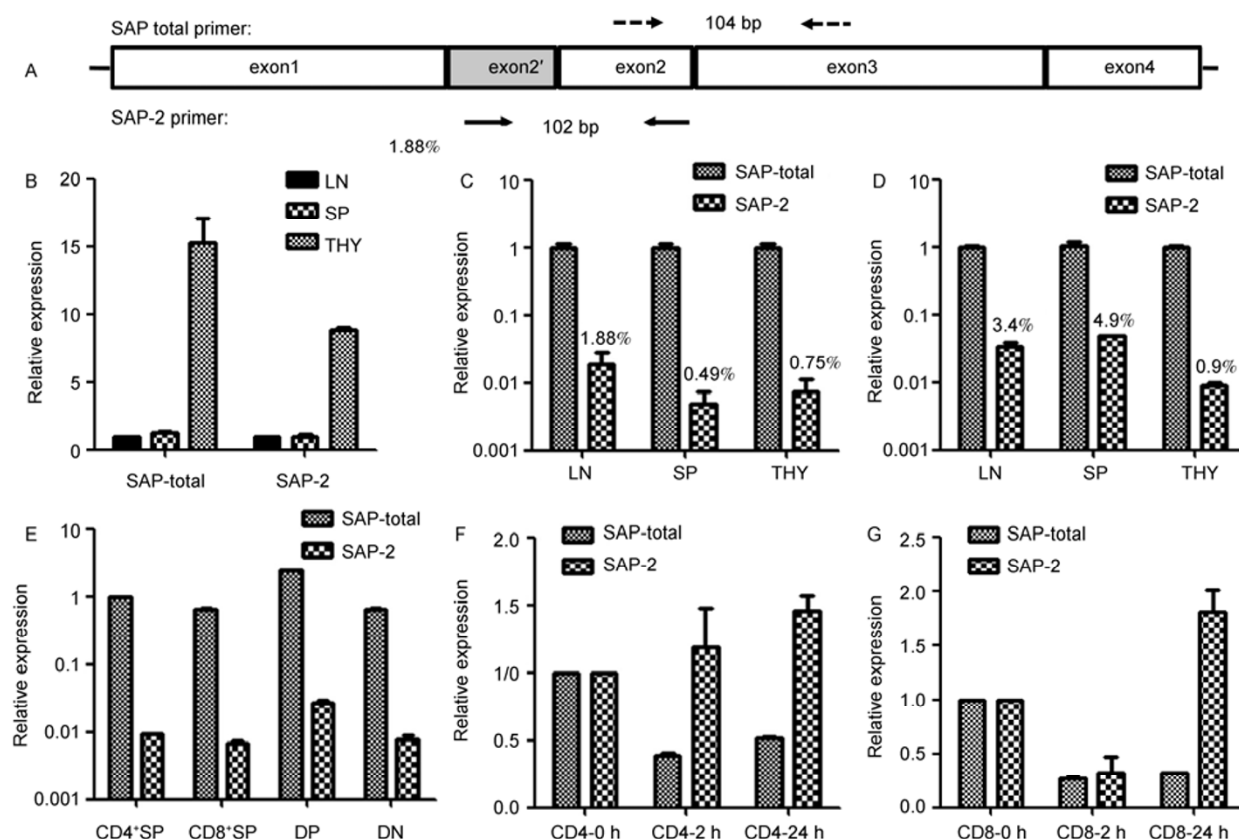 SAP total primer:
104 bp
A
exon1
exon2′
exon2
exon3
exon4
SAP-2 primer:
102 bp
1.88%
B
Relative expression
20
15
10
5
0
LN
SP
THY
SAP-total
SAP-2
C
Relative expression
10
1
0.1
0.01
0.001
SAP-total
SAP-2
1.88%
0.49%
0.75%
LN
SP
THY
D
Relative expression
10
1
0.1
0.01
0.001
SAP-total
SAP-2
3.4%
4.9%
0.9%
LN
SP
THY
E
Relative expression
10
1
0.1
0.01
0.001
SAP-total
SAP-2
CD4+SP
CD8+SP
DP
DN
F
Relative expression
2.0
1.5
1/0
0.5
0.0
SAP-total
SAP-2
CD4-0 h
CD4-2 h
CD4-24 h
G
Relative expression
2.5
2.0
1.5
1.0
0.5
0.0
SAP-total
SAP-2
CD8-0 h
CD8-2 h
CD8-24 h